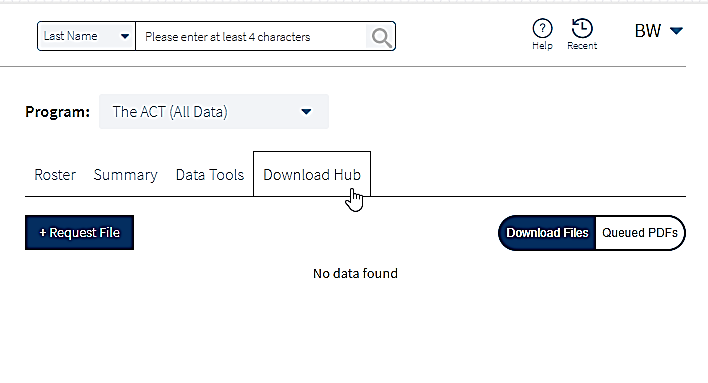 Last Name Please enter at least 4 characters
? Help Recent BW
Program: The ACT (All Data)
Roster Summary Data Tools Download Hub
+ Request File Download Files Queued PDFs
No data found